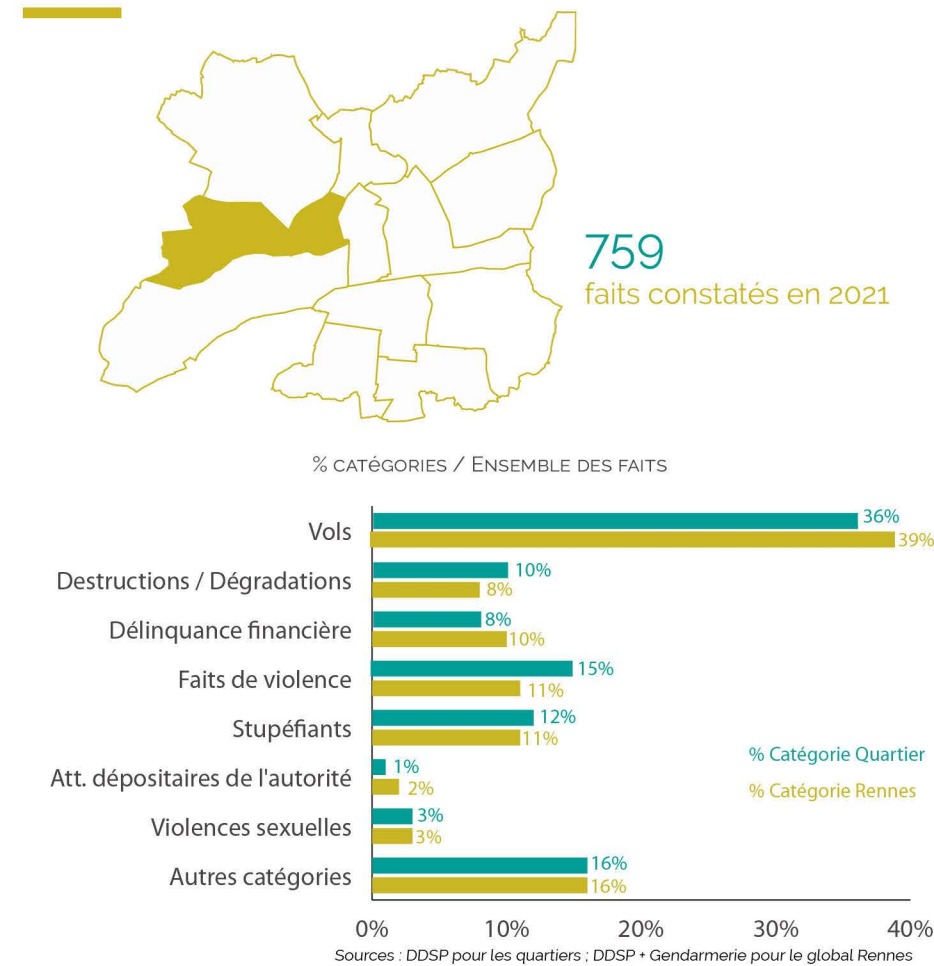 759
faits constatés en 2021
% CATÉGORIES / ENSEMBLE DES FAITS
Vols
36%
39%
Destructions / Dégradations
10%
8%
Délinquance financière
8%
10%
Faits de violence
15%
11%
Stupéfiants
12%
11%
Att. dépositaires de l'autorité
1%
2%
Violences sexuelles
3%
3%
Autres catégories
16%
16%
% Catégorie Quartier
% Catégorie Rennes
0% 10% 20% 30% 40%
Sources : DDSP pour les quartiers ; DDSP + Gendarmerie pour le global Rennes